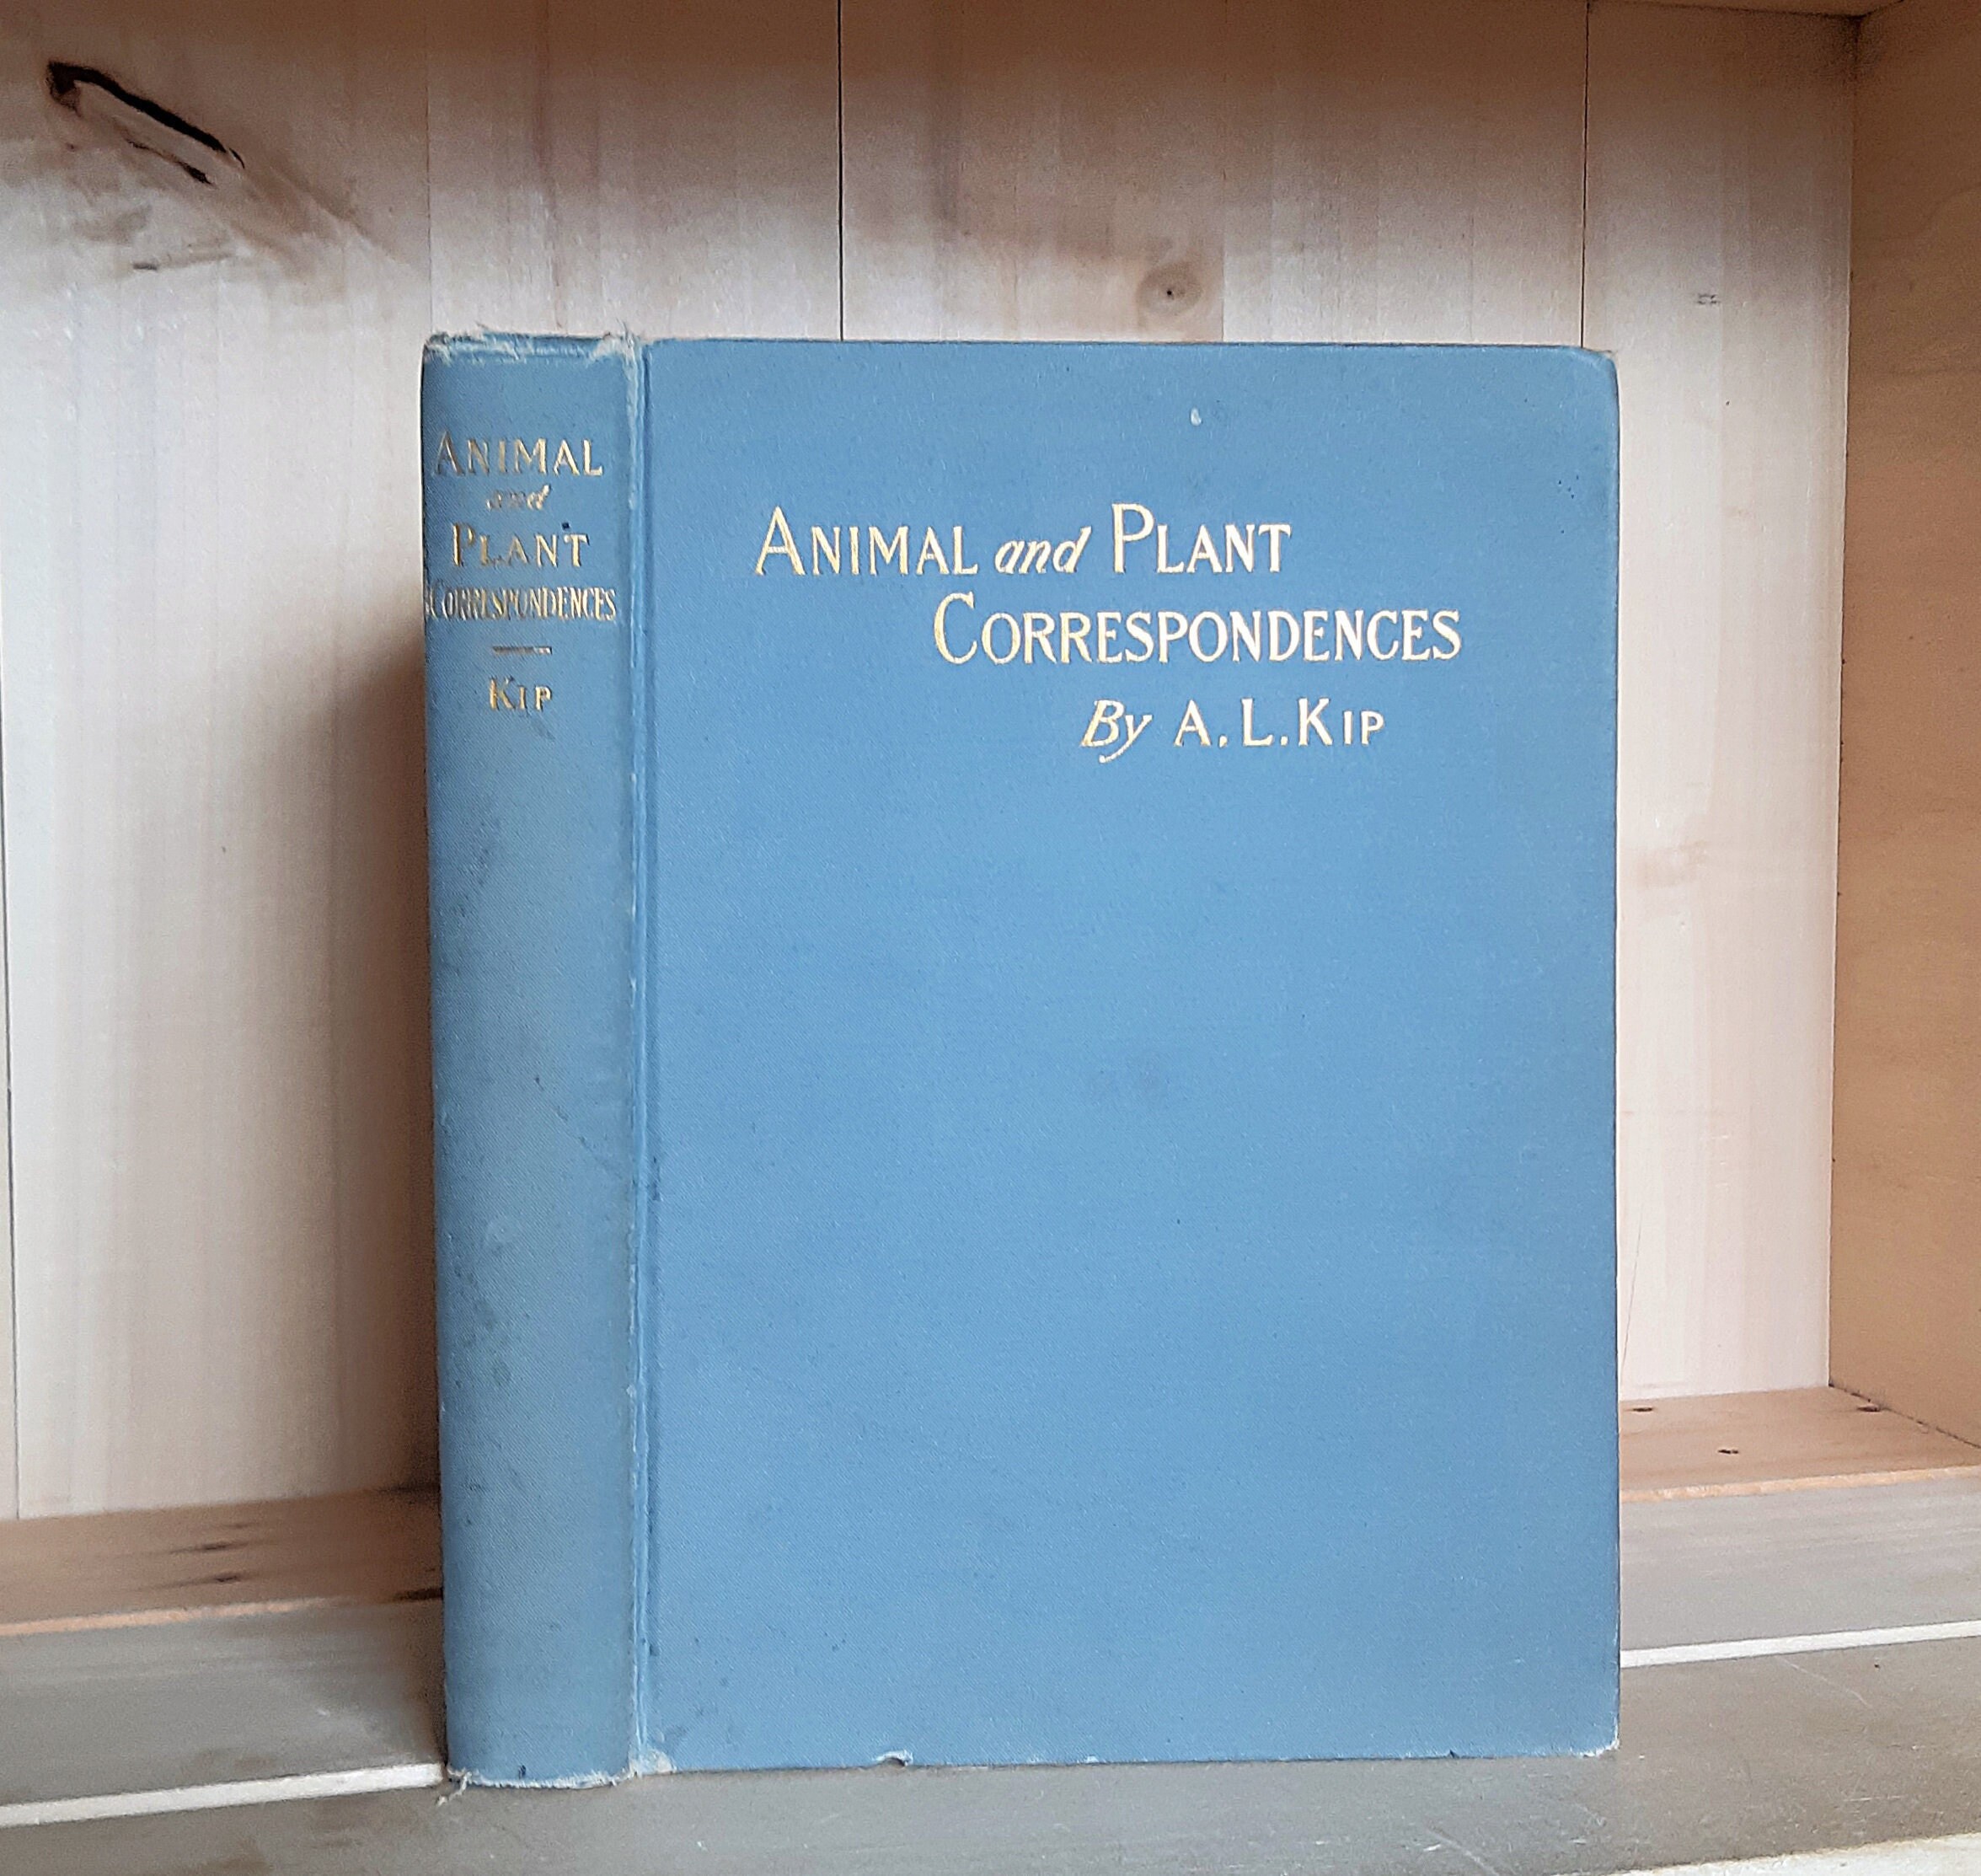 ANIMAL
and
PLANT
CORRESPONDENCES
KIP
ANIMAL and PLANT
CORRESPONDENCES
By A. L. KIP